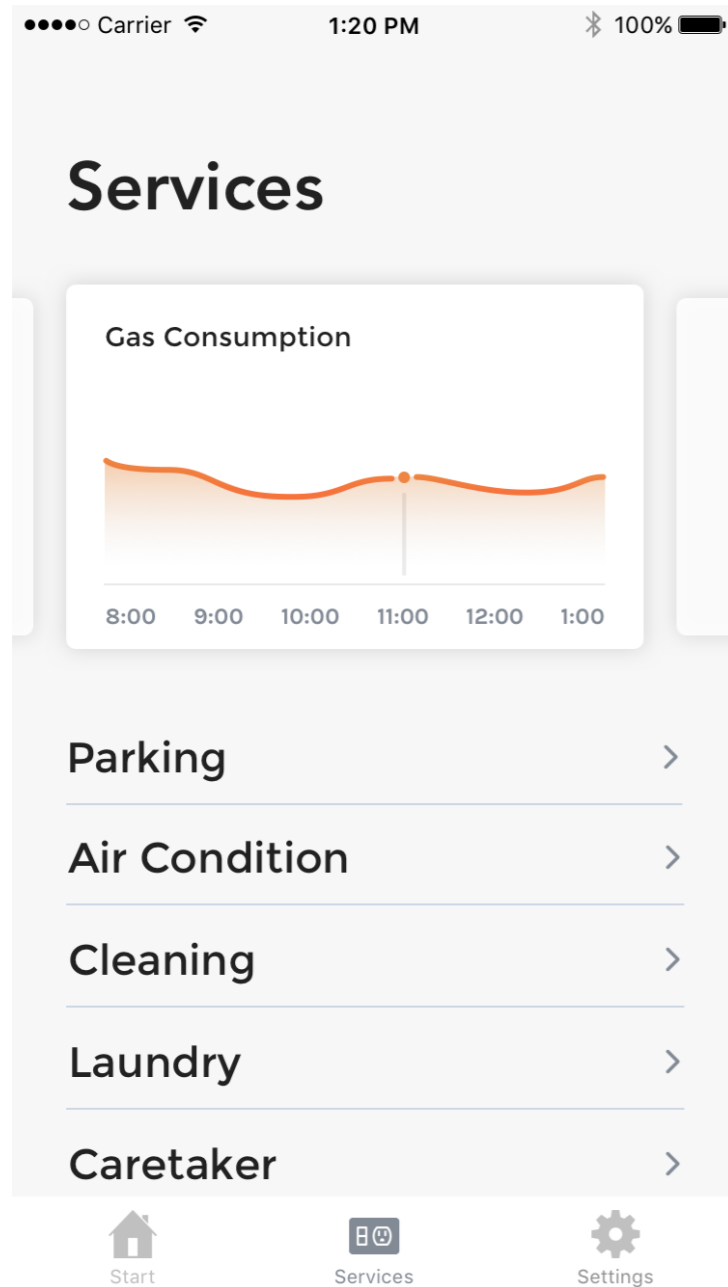 Carrier 1:20 PM 100%
Services
Gas Consumption
8:00 9:00 10:00 11:00 12:00 1:00
Parking
Air Condition
Cleaning
Laundry
Caretaker
Start Services Settings